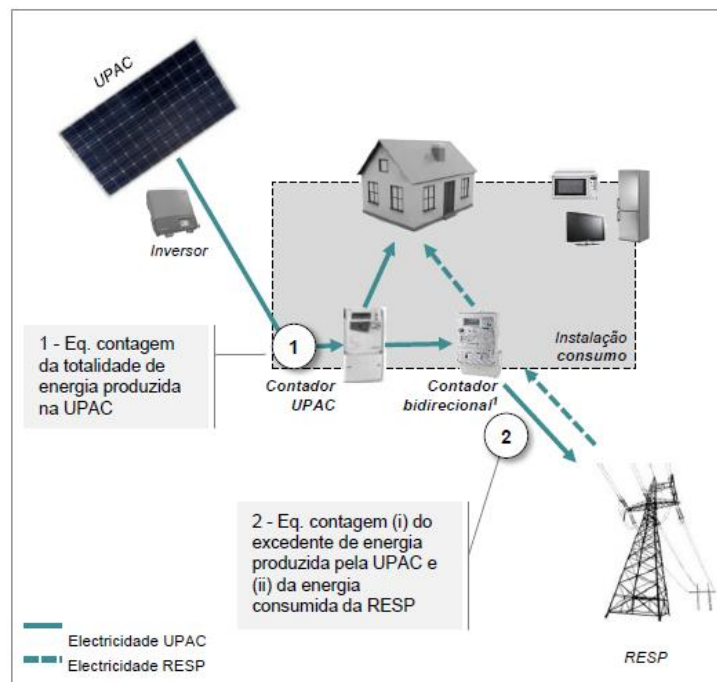 UPAC
Inversor
1 - Eq. contagem
da totalidade de
energia produzida
na UPAC
1
Contador
UPAC
Contador
bidirecional¹
Instalação
consumo
2
2 - Eq. contagem (i) do
excedente de energia
produzida pela UPAC e
(ii) da energia
consumida da RESP
Electricidade UPAC
Electricidade RESP
RESP